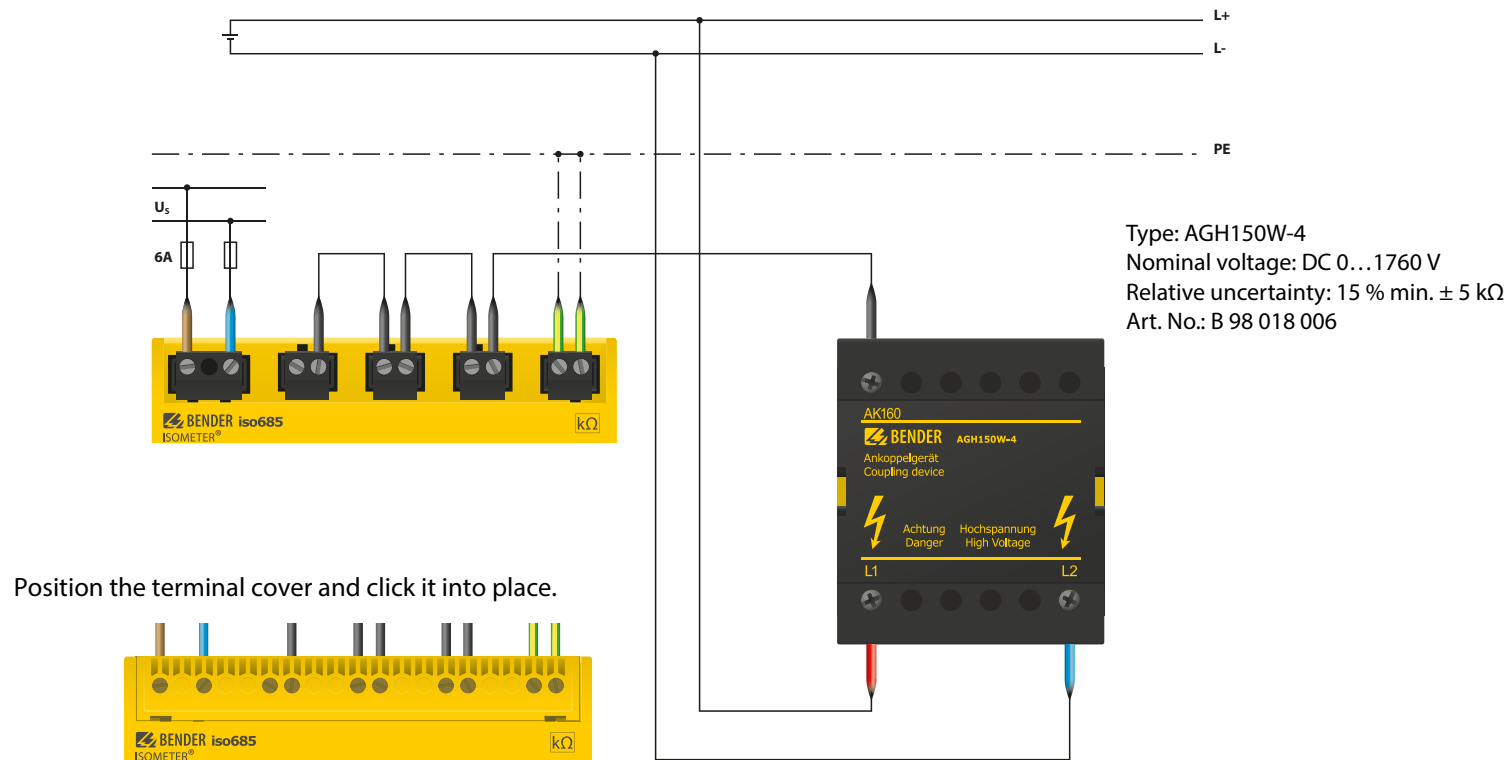 L+
L-
PE
Us
6A
Type: AGH150W-4
Nominal voltage: DC 0…1760 V
Relative uncertainty: 15 % min. ± 5 kΩ
Art. No.: B 98 018 006
BENDER iso685
ISOMETER®
kΩ
AK160
BENDER AGH150W-4
Ankoppelgerät
Coupling device
Achtung Hochspannung
Danger High Voltage
L1 L2
Position the terminal cover and click it into place.
BENDER iso685
ISOMETER®
kΩ